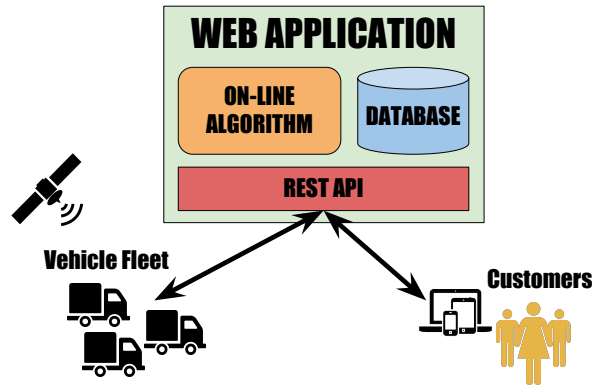 WEB APPLICATION
ON-LINE
ALGORITHM
DATABASE
REST API
Vehicle Fleet
Customers